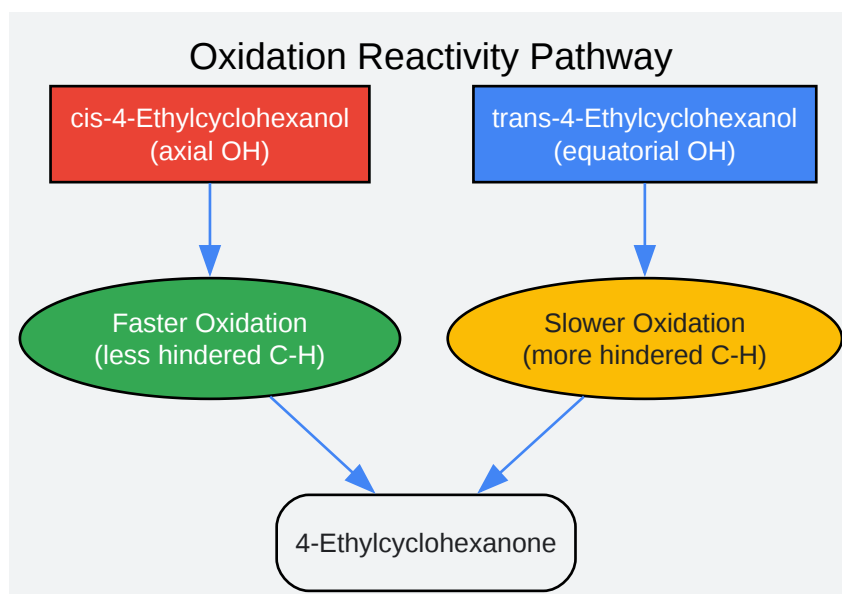 Oxidation Reactivity Pathway
cis-4-Ethylcyclohexanol
(axial OH)
trans-4-Ethylcyclohexanol
(equatorial OH)
Faster Oxidation
(less hindered C-H)
Slower Oxidation
(more hindered C-H)
4-Ethylcyclohexanone